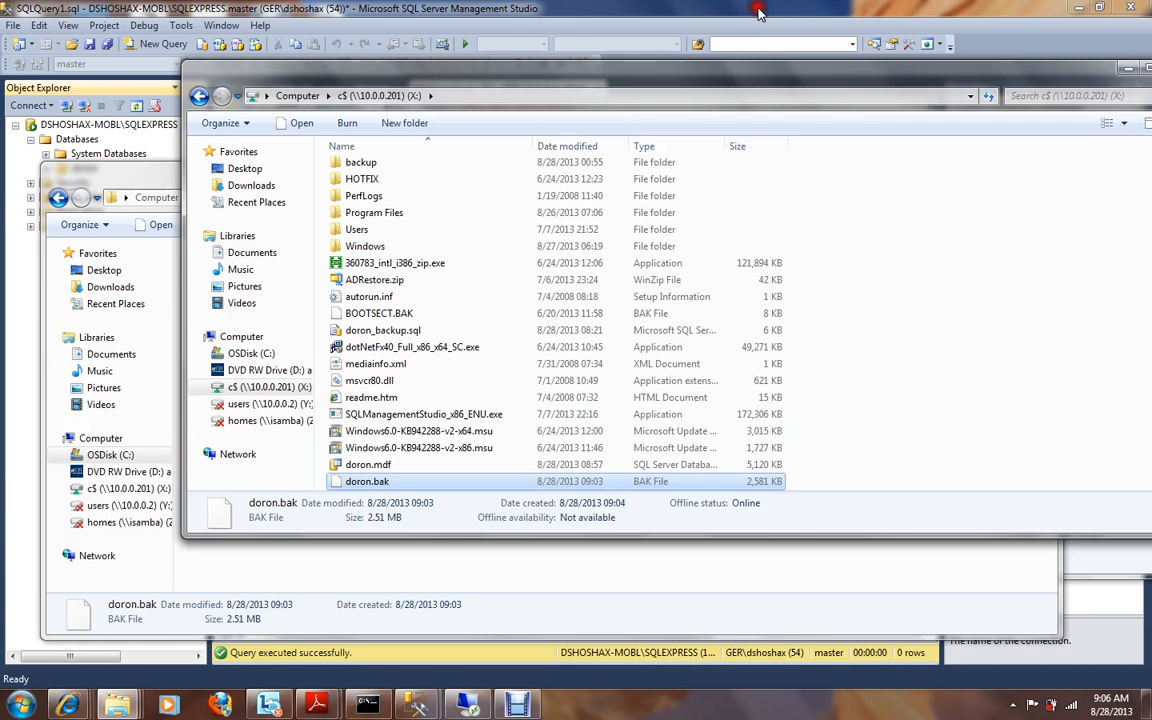 SQLQuery1.sql - DSHOSHAX-MOBL\SQLEXPRESS.master (GER\dshoshax (54))* - Microsoft SQL Server Management Studio
File Edit View Project Debug Tools Window Help
New Query
master
Object Explorer
Connect
DSHOSHAX-MOBL\SQLEXPRESS
Databases
System Databases
Computer
Organize
Open
Favorites
Desktop
Downloads
Recent Places
Libraries
Documents
Music
Pictures
Videos
Computer
OSDisk (C:)
DVD RW Drive (D:) a
c$ (\\10.0.0.201) (X:)
users (\\10.0.0.2) (Y:
homes (\\isamba) (Z
Network
doron.bak Date modified: 8/28/2013 09:03 Date created: 8/28/2013 09:03
BAK File Size: 2.51 MB
Computer c$ (\\10.0.0.201) (X:)
Search c$ (\\10.0.0.201) (X:)
Organize Open Burn New folder
Favorites
Desktop
Downloads
Recent Places
Libraries
Documents
Music
Pictures
Videos
Computer
OSDisk (C:)
DVD RW Drive (D:) a
c$ (\\10.0.0.201) (X:)
users (\\10.0.0.2) (Y:
homes (\\isamba) (Z
Network
Name Date modified Type Size
backup 8/28/2013 00:55 File folder
HOTFIX 6/24/2013 12:23 File folder
PerfLogs 1/19/2008 11:40 File folder
Program Files 8/26/2013 07:06 File folder
Users 7/7/2013 21:52 File folder
Windows 8/27/2013 06:19 File folder
360783_intl_i386_zip.exe 6/24/2013 12:06 Application 121,894 KB
ADRestore.zip 7/6/2013 23:24 WinZip File 42 KB
autorun.inf 7/4/2008 08:18 Setup Information 1 KB
BOOTSECT.BAK 6/20/2013 11:58 BAK File 8 KB
doron_backup.sql 8/28/2013 08:21 Microsoft SQL Ser... 6 KB
dotNetFx40_Full_x86_x64_SC.exe 6/24/2013 10:45 Application 49,271 KB
mediainfo.xml 7/31/2008 07:34 XML Document 1 KB
msvcr80.dll 7/1/2008 10:49 Application extens... 621 KB
readme.htm 7/4/2008 07:32 HTML Document 15 KB
SQLManagementStudio_x86_ENU.exe 7/7/2013 22:16 Application 172,306 KB
Windows6.0-KB942288-v2-x64.msu 6/24/2013 12:00 Microsoft Update ... 3,015 KB
Windows6.0-KB942288-v2-x86.msu 6/24/2013 11:46 Microsoft Update ... 1,727 KB
doron.mdf 8/28/2013 08:57 SQL Server Databa... 5,120 KB
doron.bak 8/28/2013 09:03 BAK File 2,581 KB
doron.bak Date modified: 8/28/2013 09:03 Date created: 8/28/2013 09:04 Offline status: Online
BAK File Size: 2.51 MB Offline availability: Not available
The name of the connection.
Query executed successfully. DSHOSHAX-MOBL\SQLEXPRESS (1... GER\dshoshax (54) master 00:00:00 0 rows
Ready
9:06 AM
8/28/2013